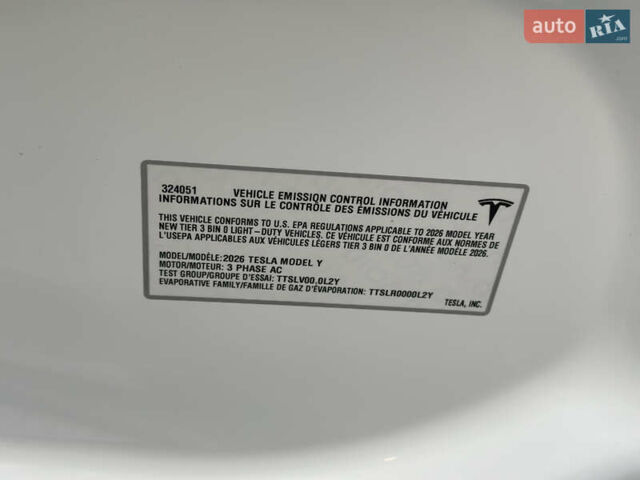 auto RIA.com
324051 VEHICLE EMISSION CONTROL INFORMATION
INFORMATIONS SUR LE CONTRÔLE DES ÉMISSIONS DU VÉHICULE
THIS VEHICLE CONFORMS TO U.S. EPA REGULATIONS APPLICABLE TO 2026 MODEL YEAR
NEW TIER 3 BIN 0 LIGHT-DUTY VEHICLES. CE VÉHICULE EST CONFORME AUX NORMES DE
L'USEPA APPLICABLES AUX VÉHICULES LÉGERS TIER 3 BIN 0 DE L'ANNÉE MODÈLE 2026.
MODEL/MODÈLE:2026 TESLA MODEL Y
MOTOR/MOTEUR: 3 PHASE AC
TEST GROUP/GROUPE D'ESSAI: TTSLV00.0L2Y
EVAPORATIVE FAMILY/FAMILLE DE GAZ D'ÉVAPORATION: TTSLR0000L2Y
TESLA, INC.